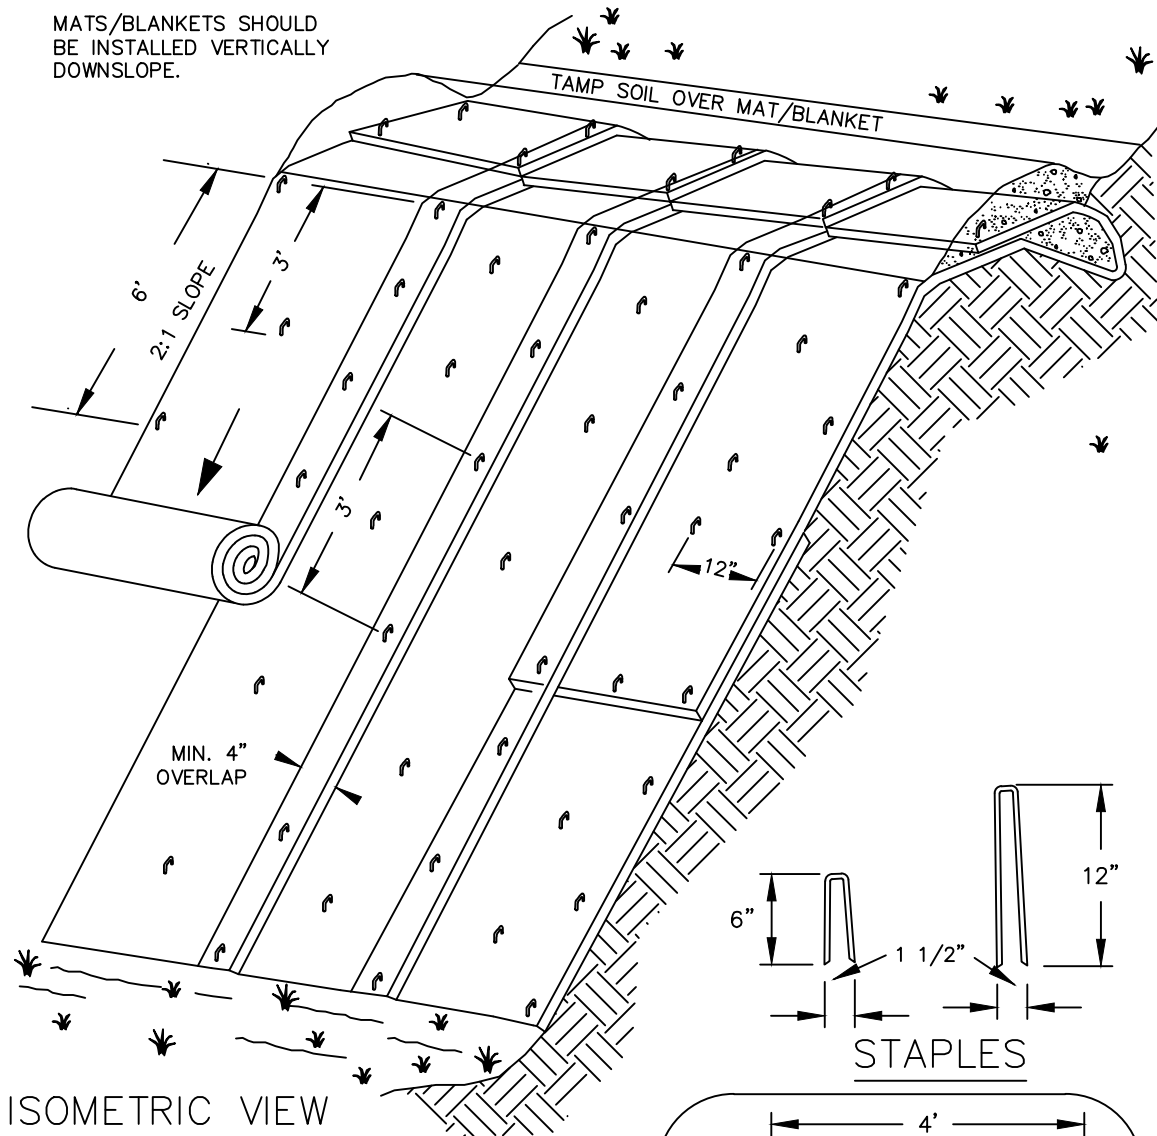 MATS/BLANKETS SHOULD
BE INSTALLED VERTICALLY
DOWNSLOPE.
TAMP SOIL OVER MAT/BLANKET
6'
2:1 SLOPE
3'
3'
12"
MIN. 4"
OVERLAP
6"
12"
1 1/2"
STAPLES
ISOMETRIC VIEW
4'